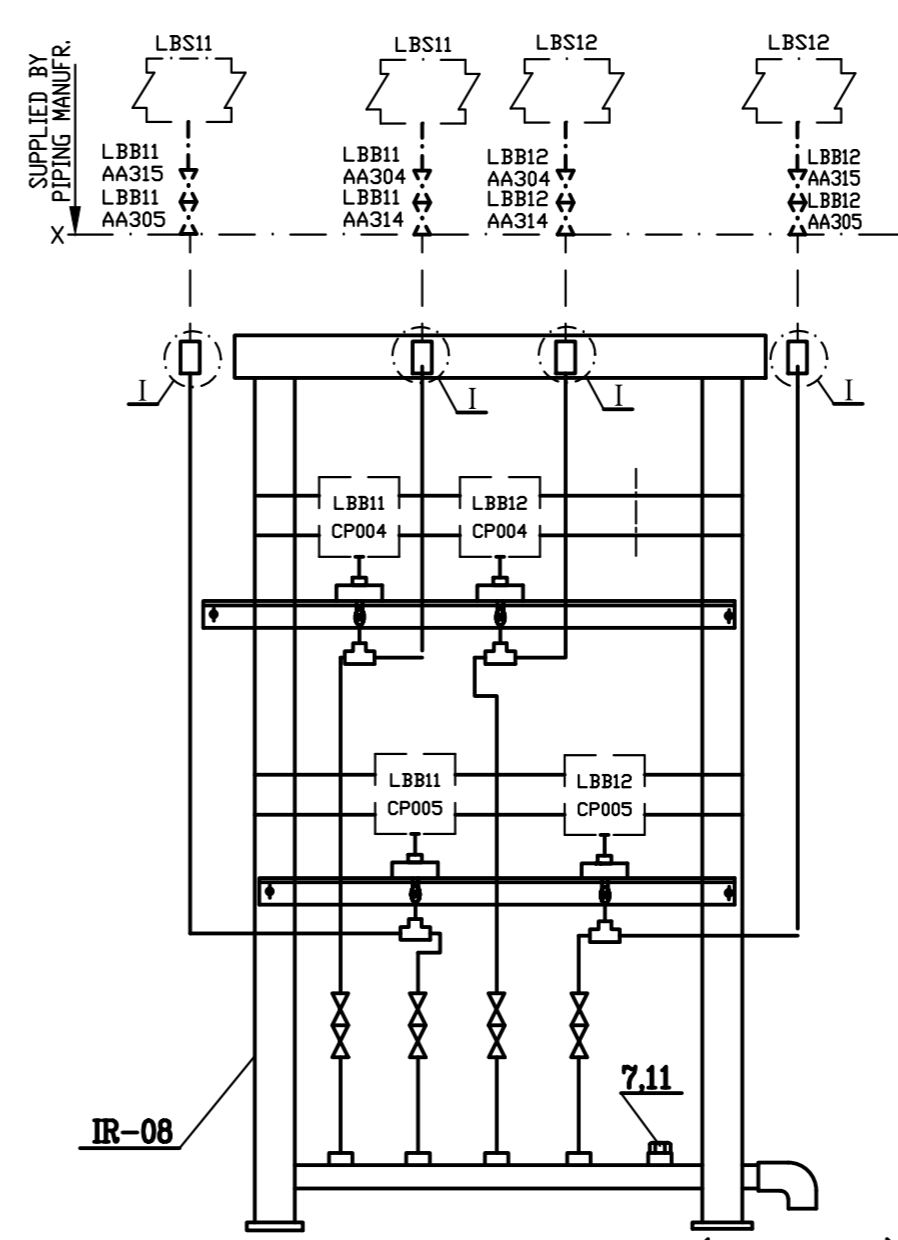 SUPPLIED BY
PIPING MANUFR.
LBS11
LBS11
LBS12
LBS12
LBB11
AA315
LBB11
AA305
LBB11
AA304
LBB11
AA314
LBB12
AA304
LBB12
AA314
LBB12
AA315
LBB12
AA305
X
I
I
I
I
LBB11
CP004
LBB12
CP004
LBB11
CP005
LBB12
CP005
7,11
IR-08